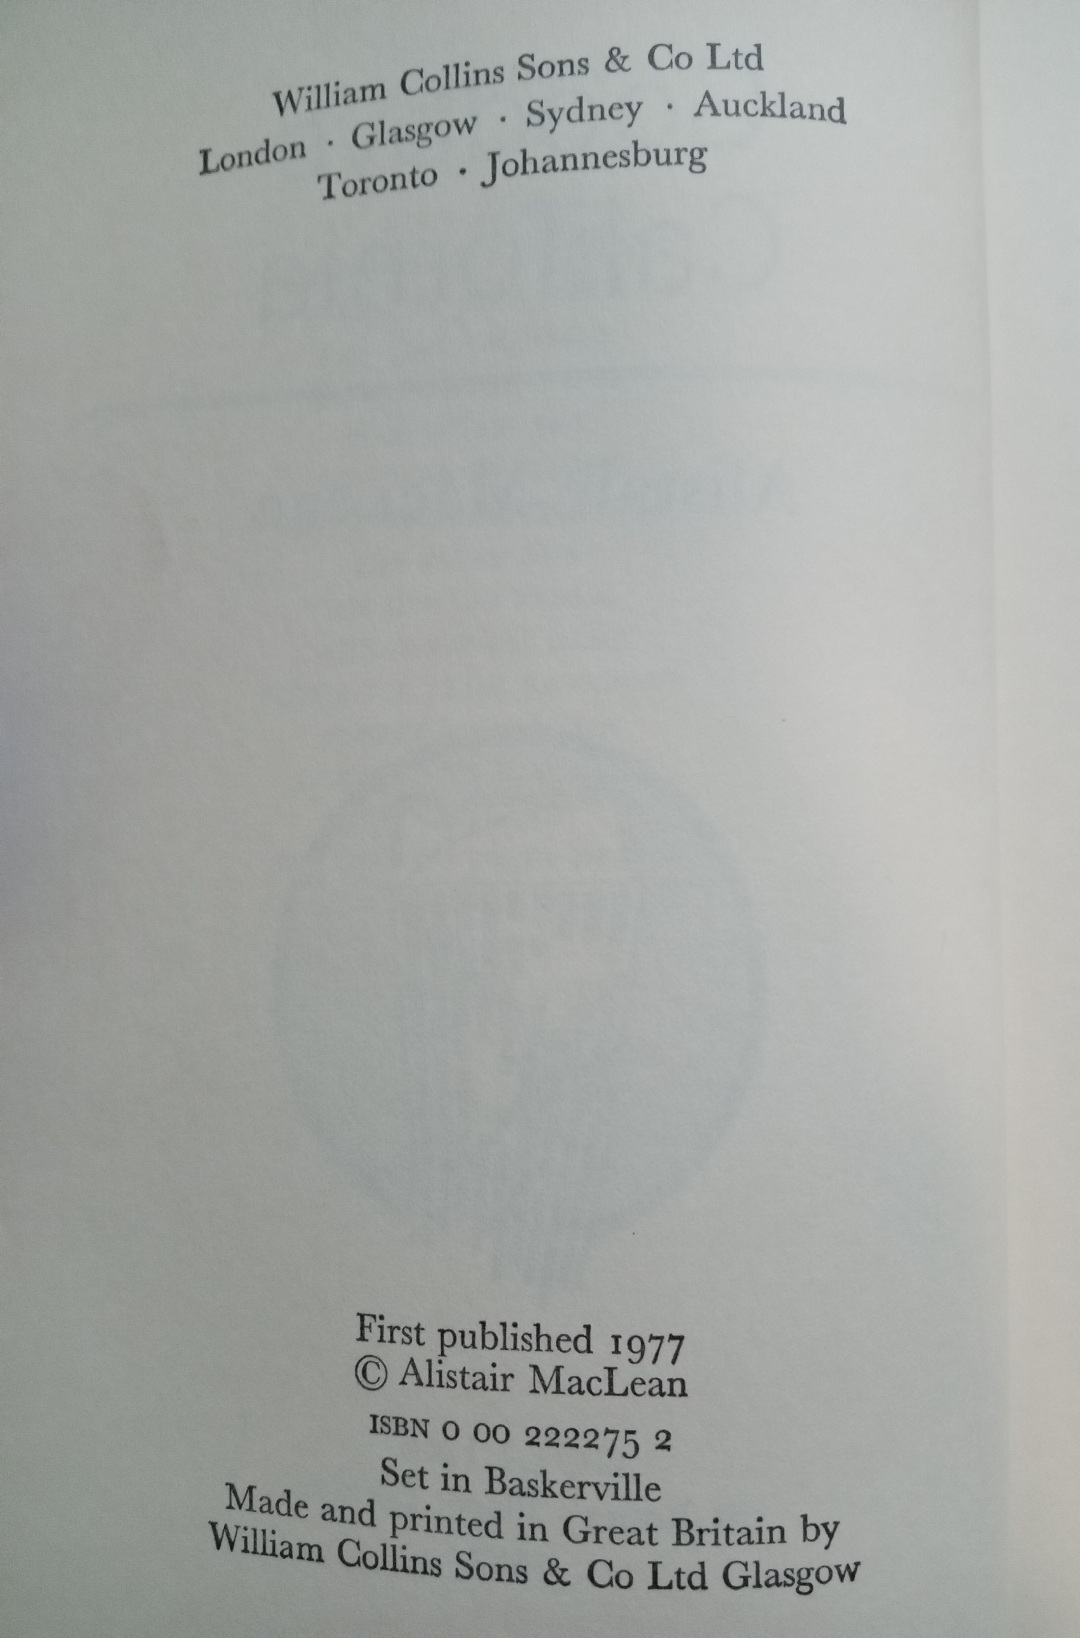 William Collins Sons & Co Ltd
London · Glasgow · Sydney · Auckland
Toronto · Johannesburg
First published 1977
© Alistair MacLean
ISBN 0 00 222275 2
Set in Baskerville
Made and printed in Great Britain by
William Collins Sons & Co Ltd Glasgow